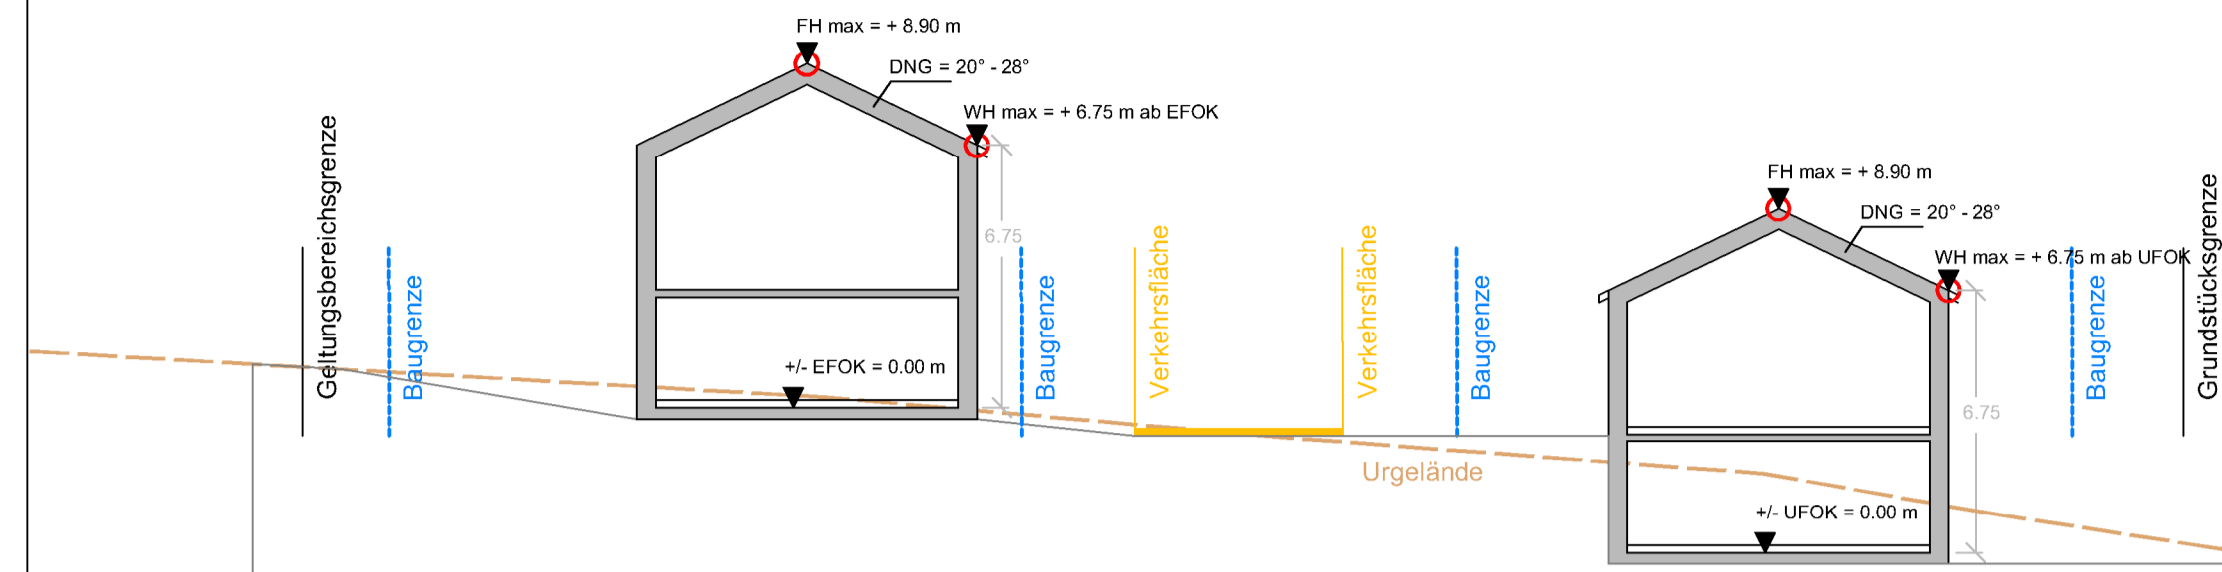 FH max = + 8.90 m
DNG = 20° - 28°
WH max = + 6.75 m ab EFOK
Geltungsbereichsgrenze
Baugrenze
+/- EFOK = 0.00 m
6.75
Baugrenze
Verkehrsfläche
Verkehrsfläche
Baugrenze
Urgelände
FH max = + 8.90 m
DNG = 20° - 28°
WH max = + 6.75 m ab UFOK
+/- UFOK = 0.00 m
6.75
Baugrenze
Grundstücksgrenze